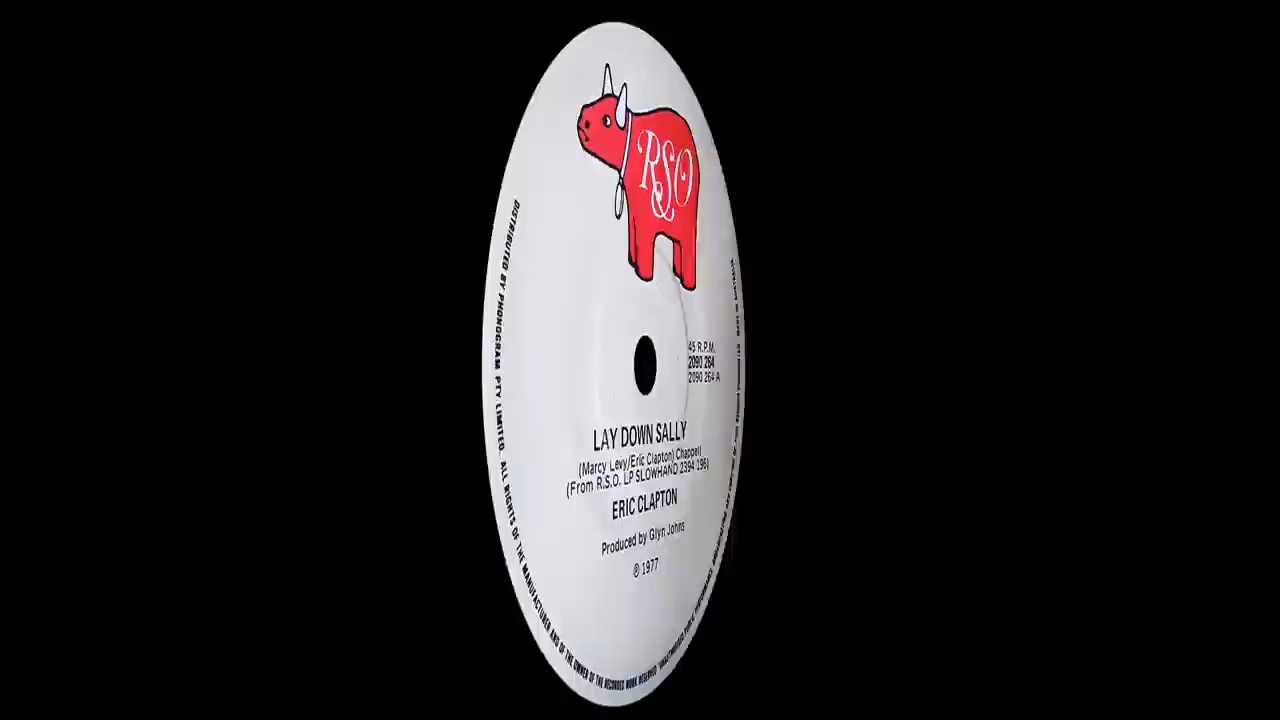 RSO
45 R.P.M.
2090 264
2090 264 A
LAY DOWN SALLY
(Marcy Levy/Eric Clapton) Chappell
(From R.S.O. LP SLOWHAND 2394 196)
ERIC CLAPTON
Produced by Glyn Johns
℗ 1977
DISTRIBUTED BY PHONOGRAM PTY LIMITED. ALL RIGHTS OF THE MANUFACTURER AND OF THE OWNER OF THE RECORDED WORK RESERVED